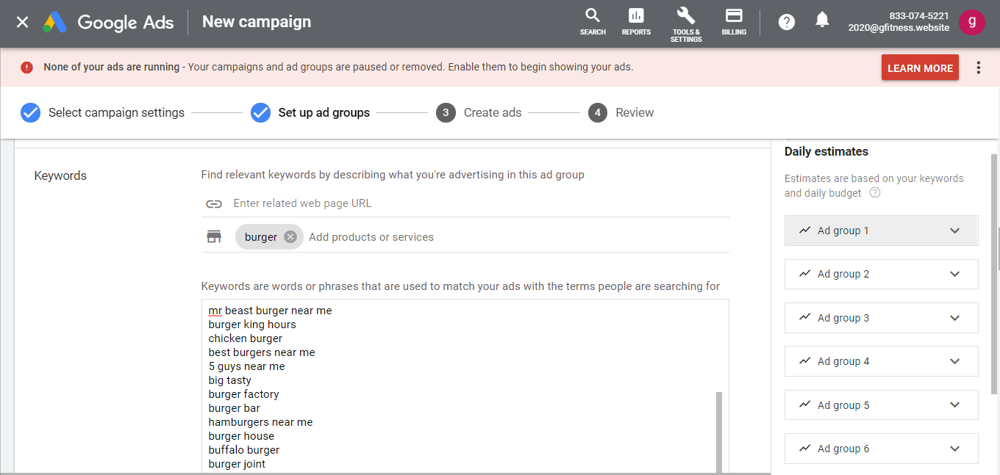 Google Ads
New campaign
SEARCH
REPORTS
TOOLS &
SETTINGS
BILLING
833-074-5221
2020@gfitness.website
g
None of your ads are running - Your campaigns and ad groups are paused or removed. Enable them to begin showing your ads.
LEARN MORE
Select campaign settings
Set up ad groups
3 Create ads
4 Review
Keywords
Find relevant keywords by describing what you're advertising in this ad group
Enter related web page URL
burger
Add products or services
Keywords are words or phrases that are used to match your ads with the terms people are searching for
mr beast burger near me
burger king hours
chicken burger
best burgers near me
5 guys near me
big tasty
burger factory
burger bar
hamburgers near me
burger house
buffalo burger
burger joint
Daily estimates
Estimates are based on your keywords
and daily budget
Ad group 1
Ad group 2
Ad group 3
Ad group 4
Ad group 5
Ad group 6